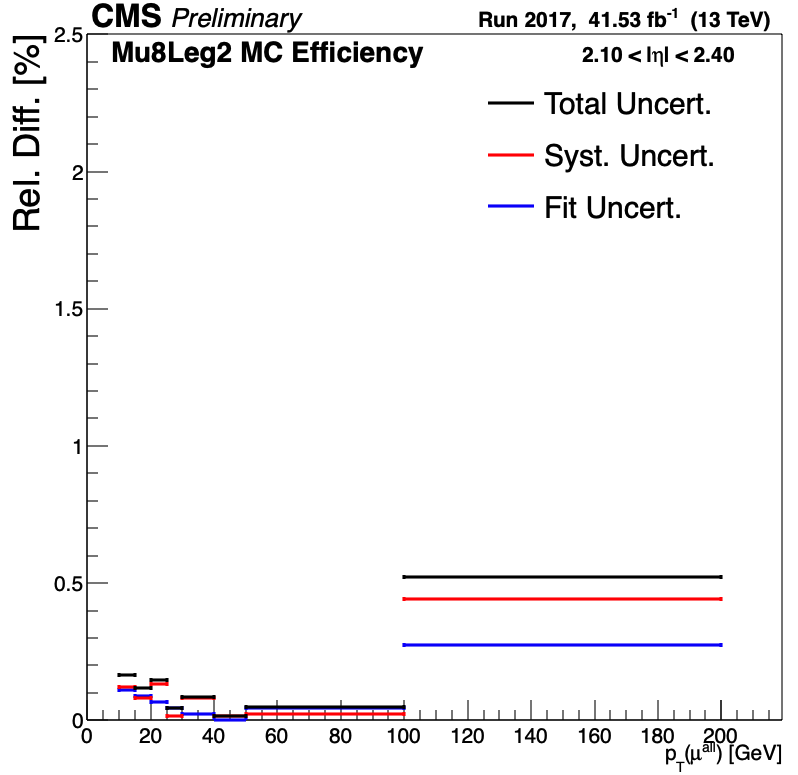 CMS Preliminary Run 2017, 41.53 fb⁻¹ (13 TeV)
Mu8Leg2 MC Efficiency 2.10 < |η| < 2.40
Total Uncert.
Syst. Uncert.
Fit Uncert.
Rel. Diff. [%]
2.5
2
1.5
1
0.5
0
0 20 40 60 80 100 120 140 160 180 200
p_T(μ^all) [GeV]